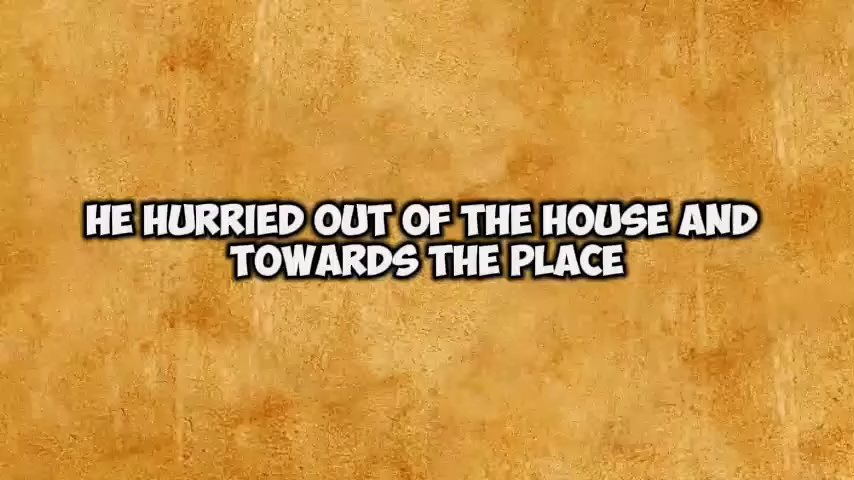 HE HURRIED OUT OF THE HOUSE AND
TOWARDS THE PLACE